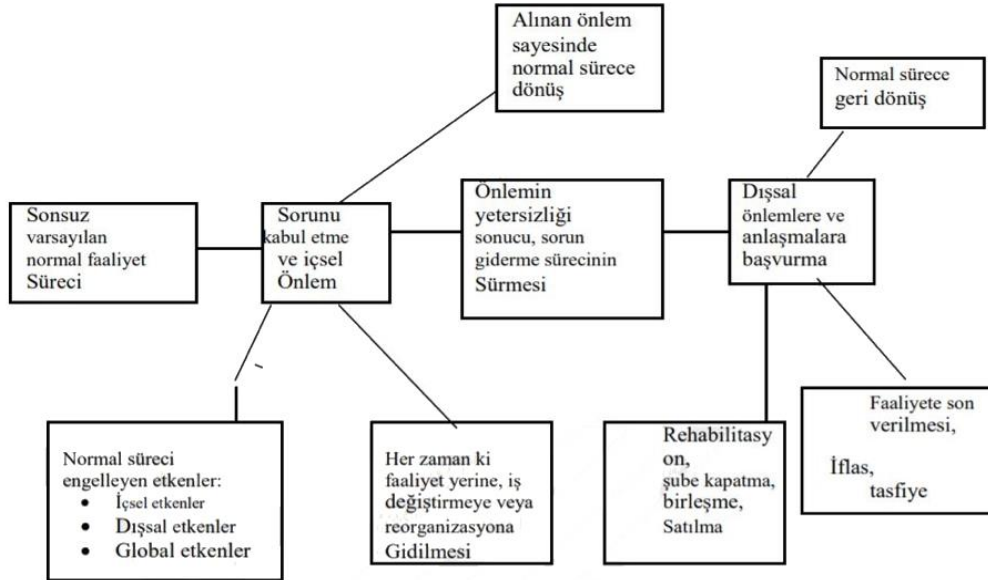 Alınan önlem
sayesinde
normal sürece
dönüş
Normal sürece
geri dönüş
Sonsuz
varsayılan
normal faaliyet
Süreci
Sorunu
kabul etme
ve içsel
Önlem
Önlemin
yetersizliği
sonucu, sorun
giderme sürecinin
Sürmesi
Dışsal
önlemlere ve
anlaşmalara
başvurma
Normal süreci
engelleyen etkenler:
• İçsel etkenler
• Dışsal etkenler
• Global etkenler
Her zaman ki
faaliyet yerine, iş
değiştirmeye veya
reorganizasyona
Gidilmesi
Rehabilitasy
on,
şube kapatma,
birleşme,
Satılma
Faaliyete son
verilmesi,
İflas,
tasfiye